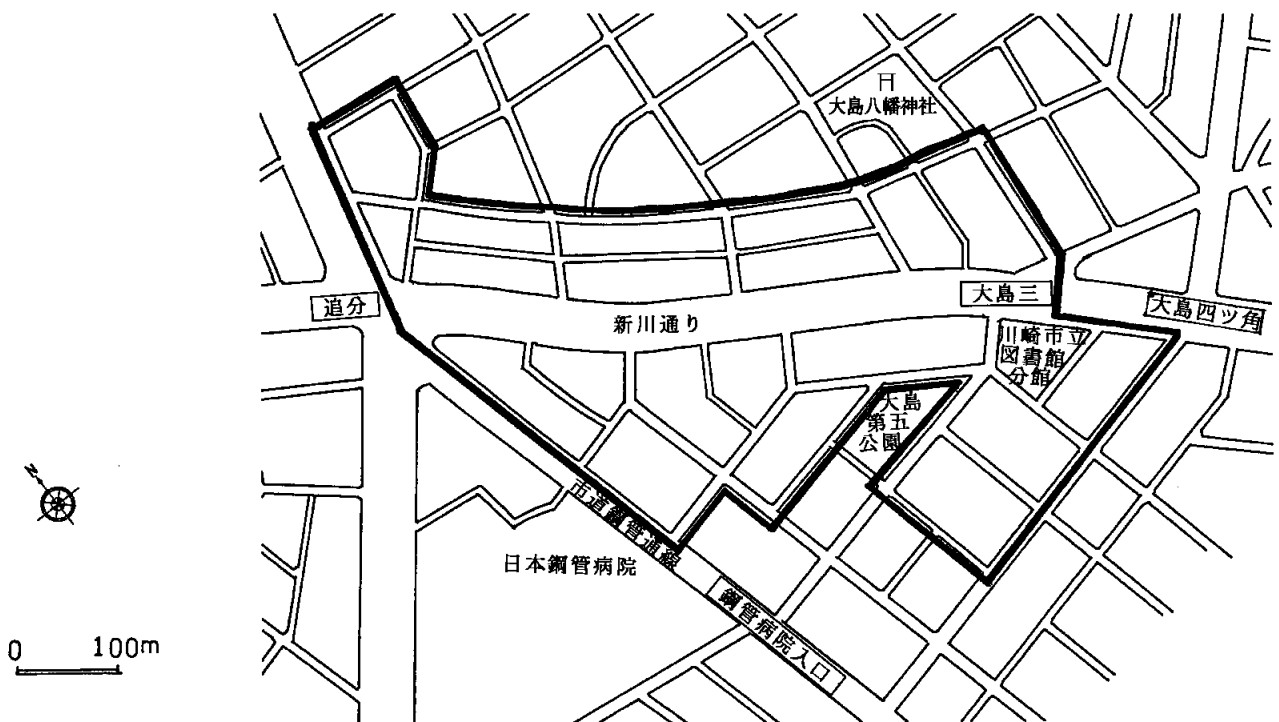 大島八幡神社
追分
大島三
大島四ツ角
新川通り
川崎市立
図書館
分館
大島
第五
公園
市道鋼管通線
日本鋼管病院
鋼管病院入口
N
0 100m